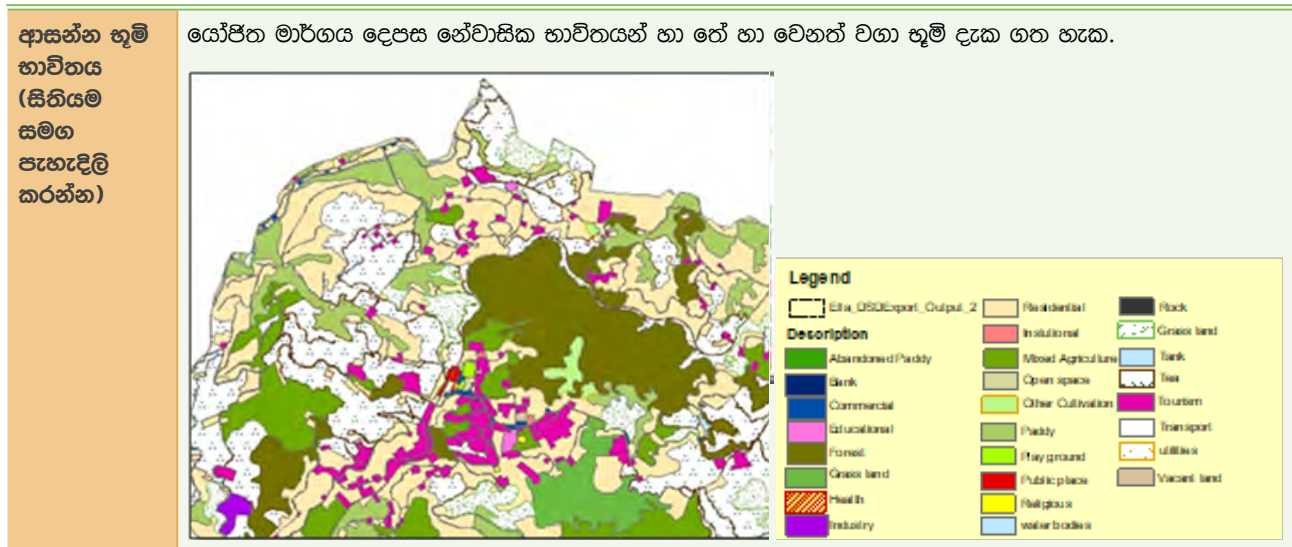 ආසන්න භූමි
භාවිතය
(සිතියම
සමග
පැහැදිලි
කරන්න)
යෝජිත මාර්ගය දෙපස නේවාසික භාවිතයන් හා තේ හා වෙනත් වගා භූමි දැක ගත හැක.
Legend
Ella_DSDExport_Output_2
Description
Abandoned Paddy
Bank
Commercial
Educational
Forest
Grass land
Health
Industry
Residential
Instutional
Mixed Agriculture
Open space
Other Cultivation
Paddy
Play ground
Public place
Religious
water bodies
Rock
Grass land
Tank
Tea
Tourism
Transport
utilities
Vacant land